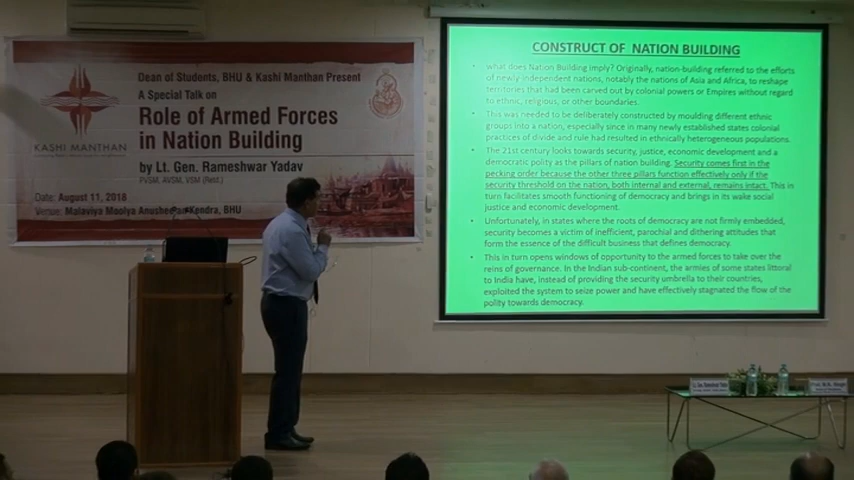 Dean of Students, BHU & Kashi Manthan Present
A Special Talk on
Role of Armed Forces
in Nation Building
by Lt. Gen. Rameshwar Yadav
PVSM, AVSM, VSM (Retd.)
KASHI MANTHAN
Date: August 11, 2018
Venue: Malaviya Moolya Anusheelan Kendra, BHU
CONSTRUCT OF NATION BUILDING
• what does Nation Building imply? Originally, nation-building referred to the efforts
of newly-independent nations, notably the nations of Asia and Africa, to reshape
territories that had been carved out by colonial powers or Empires without regard
to ethnic, religious, or other boundaries.
• This was needed to be deliberately constructed by moulding different ethnic
groups into a nation, especially since in many newly established states colonial
practices of divide and rule had resulted in ethnically heterogeneous populations.
• The 21st century looks towards security, justice, economic development and a
democratic polity as the pillars of nation building. Security comes first in the
pecking order because the other three pillars function effectively only if the
security threshold on the nation, both internal and external, remains intact. This in
turn facilitates smooth functioning of democracy and brings in its wake social
justice and economic development.
• Unfortunately, in states where the roots of democracy are not firmly embedded,
security becomes a victim of inefficient, parochial and dithering attitudes that
form the essence of the difficult business that defines democracy.
• This in turn opens windows of opportunity to the armed forces to take over the
reins of governance. In the Indian sub-continent, the armies of some states littoral
to India have, instead of providing the security umbrella to their countries,
exploited the system to seize power and have effectively stagnated the flow of the
polity towards democracy.
Lt. Gen. Rameshwar Yadav